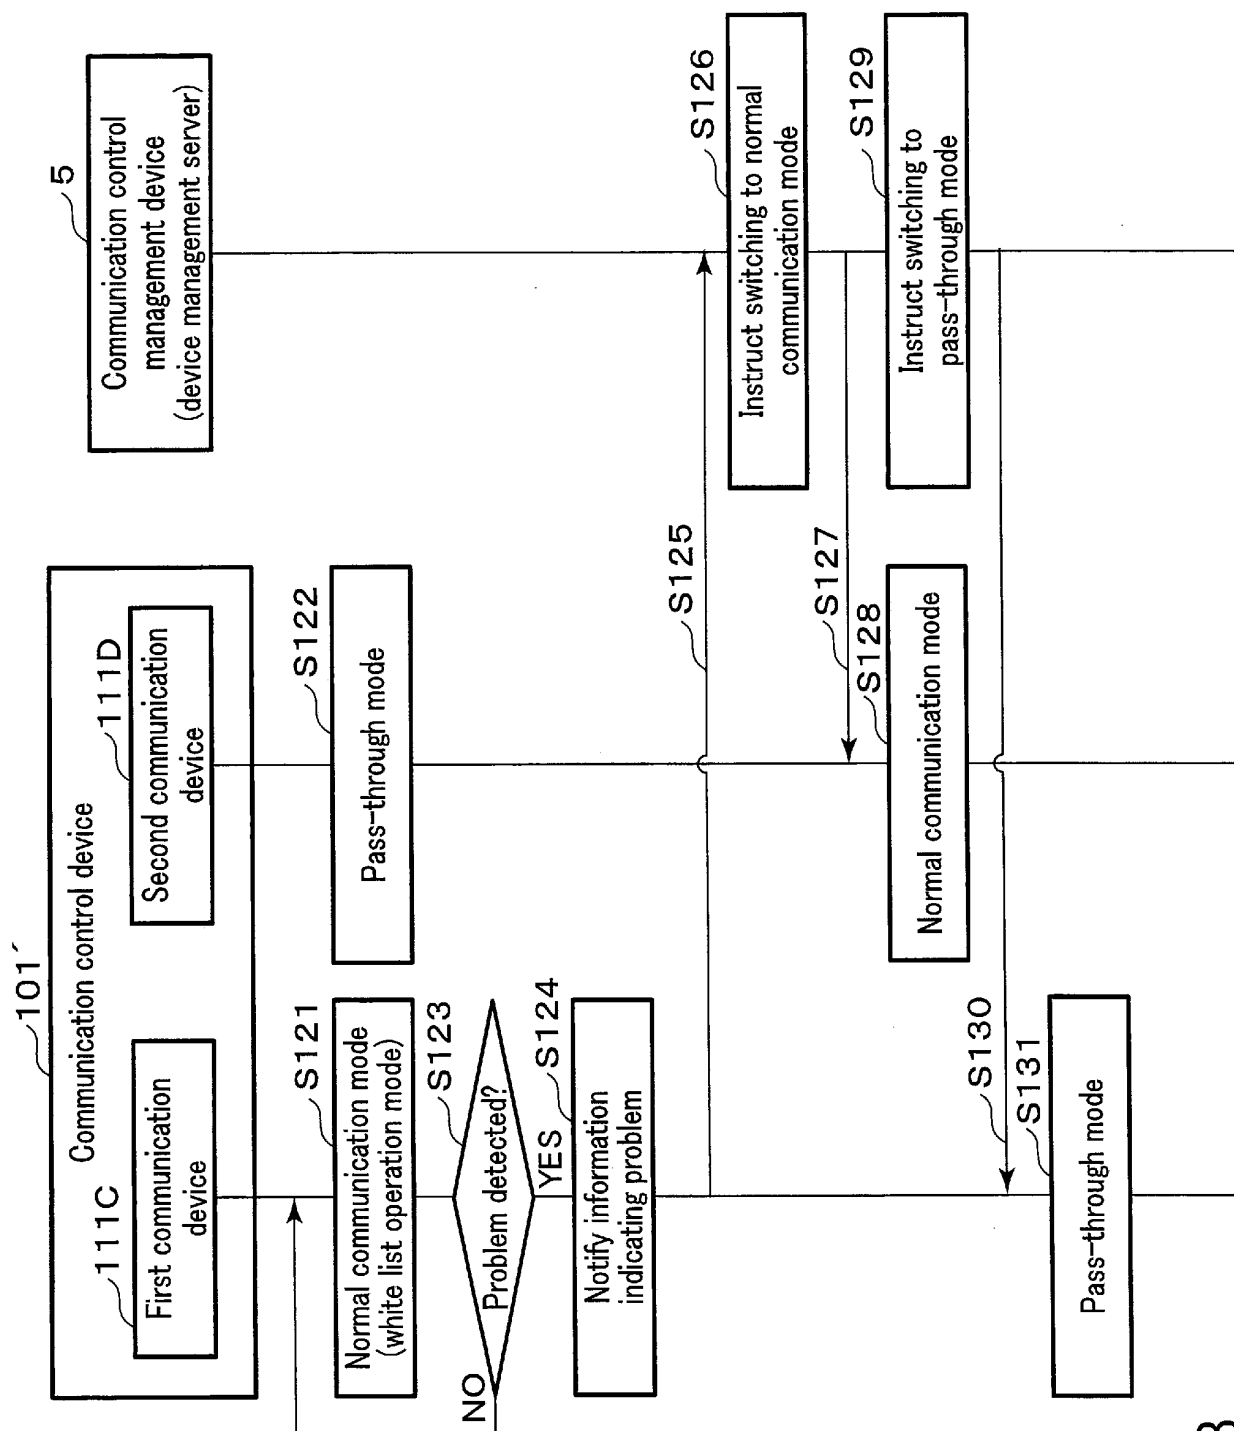 101′
Communication control device
111C
First communication
device
111D
Second communication
device
5
Communication control
management device
(device management server)
S121
Normal communication mode
(white list operation mode)
S122
Pass-through mode
S123
Problem detected?
NO
YES
S124
Notify information
indicating problem
S125
S126
Instruct switching to normal
communication mode
S127
S128
Normal communication mode
S129
Instruct switching to
pass-through mode
S130
S131
Pass-through mode